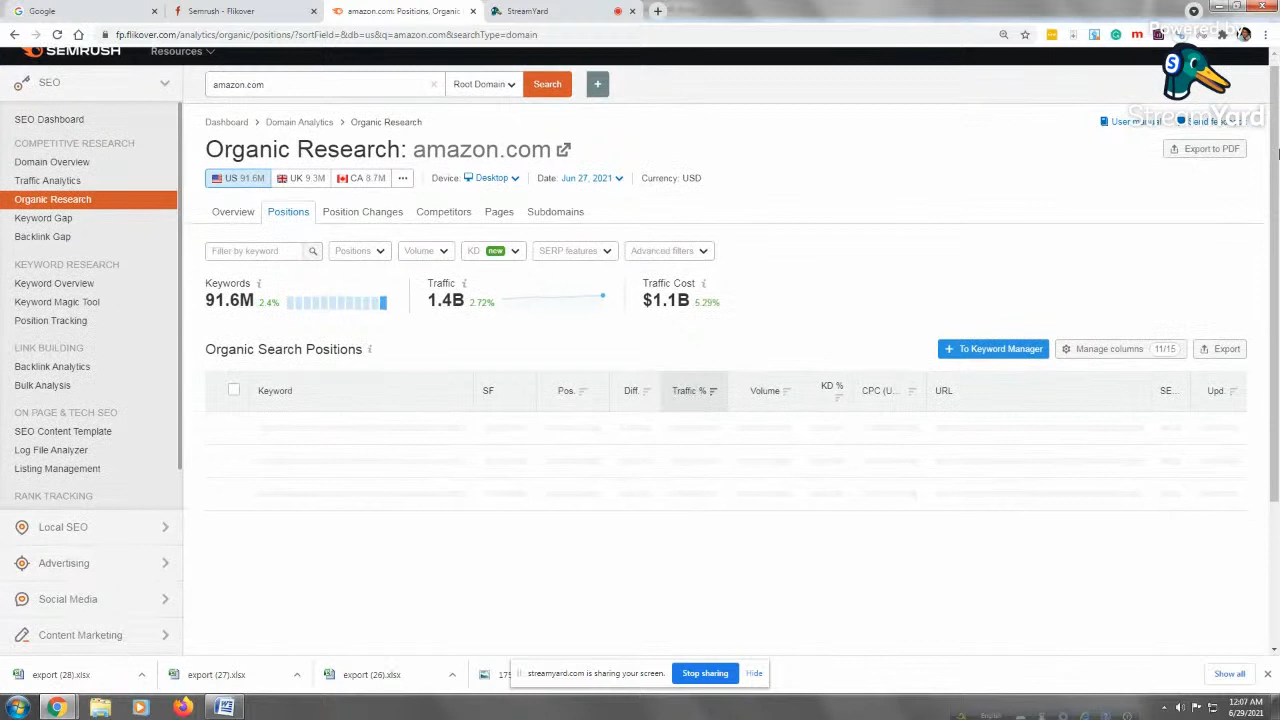 Google
Semrush - Flikover
amazon.com: Positions, Organic
StreamYard
fp.flikover.com/analytics/organic/positions/?sortField=&db=us&q=amazon.com&searchType=domain
Powered by
StreamYard
SEMRUSH
Resources
SEO
SEO Dashboard
COMPETITIVE RESEARCH
Domain Overview
Traffic Analytics
Organic Research
Keyword Gap
Backlink Gap
KEYWORD RESEARCH
Keyword Overview
Keyword Magic Tool
Position Tracking
LINK BUILDING
Backlink Analytics
Bulk Analysis
ON PAGE & TECH SEO
SEO Content Template
Log File Analyzer
Listing Management
RANK TRACKING
Local SEO
Advertising
Social Media
Content Marketing
amazon.com
Root Domain
Search
Dashboard > Domain Analytics > Organic Research
User manual
Send feedback
Organic Research: amazon.com
Export to PDF
US 91.6M
UK 9.3M
CA 8.7M
Device: Desktop
Date: Jun 27, 2021
Currency: USD
Overview
Positions
Position Changes
Competitors
Pages
Subdomains
Filter by keyword
Positions
Volume
KD new
SERP features
Advanced filters
Keywords
91.6M 2.4%
Traffic
1.4B 2.72%
Traffic Cost
$1.1B 5.29%
Organic Search Positions
+ To Keyword Manager
Manage columns 11/15
Export
Keyword
SF
Pos.
Diff.
Traffic %
Volume
KD %
CPC (U...
URL
SE...
Upd.
export (28).xlsx
export (27).xlsx
export (26).xlsx
streamyard.com is sharing your screen.
Stop sharing
Hide
Show all
English
12:07 AM
6/29/2021